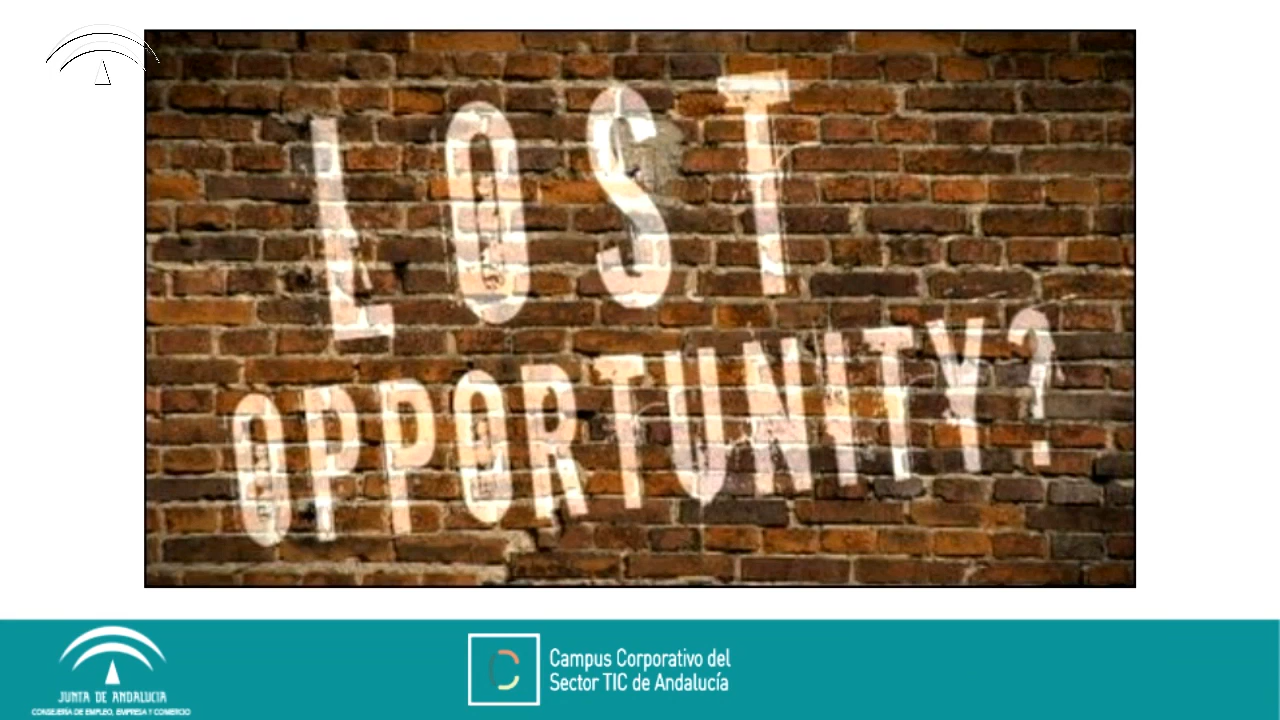 LOST
OPPORTUNITY?
JUNTA DE ANDALUCIA
CONSEJERÍA DE EMPLEO, EMPRESA Y COMERCIO
Campus Corporativo del
Sector TIC de Andalucía